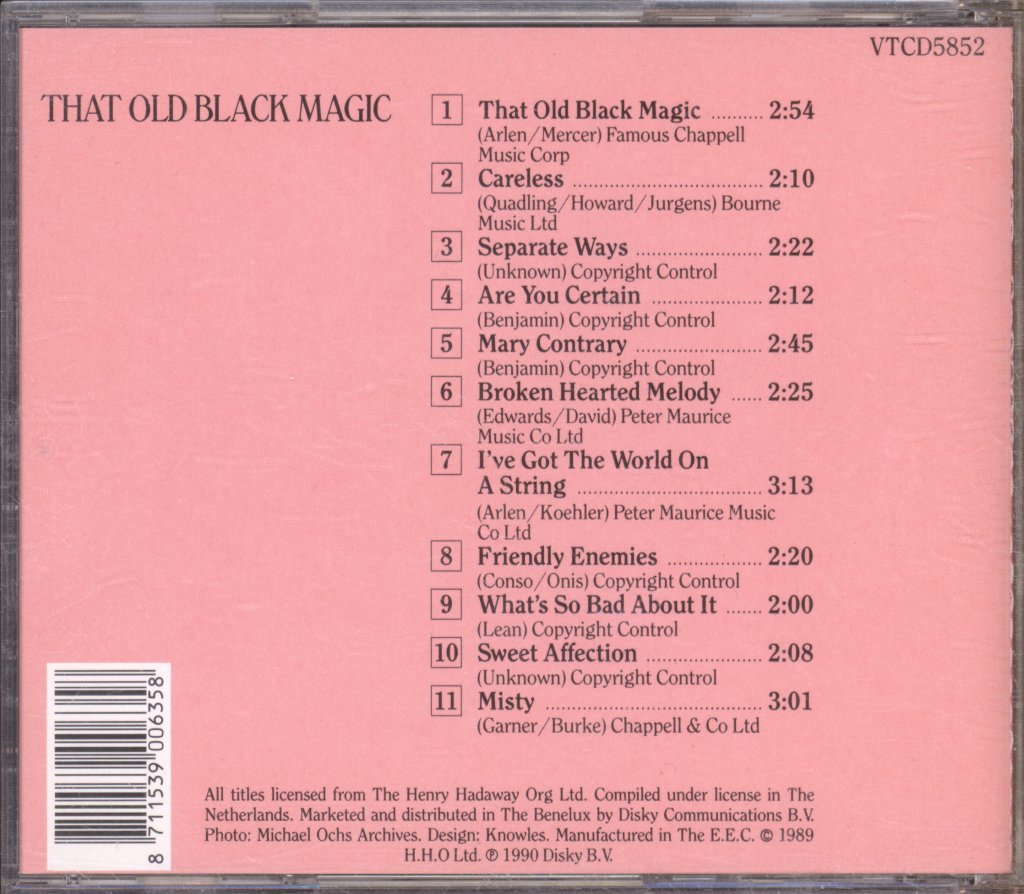 VTCD5852
THAT OLD BLACK MAGIC
1 That Old Black Magic .......... 2:54
(Arlen/Mercer) Famous Chappell
Music Corp
2 Careless .................................... 2:10
(Quadling/Howard/Jurgens) Bourne
Music Ltd
3 Separate Ways ........................ 2:22
(Unknown) Copyright Control
4 Are You Certain ..................... 2:12
(Benjamin) Copyright Control
5 Mary Contrary ........................ 2:45
(Benjamin) Copyright Control
6 Broken Hearted Melody ...... 2:25
(Edwards/David) Peter Maurice
Music Co Ltd
7 I've Got The World On
A String ................................... 3:13
(Arlen/Koehler) Peter Maurice Music
Co Ltd
8 Friendly Enemies .................. 2:20
(Conso/Onis) Copyright Control
9 What's So Bad About It ....... 2:00
(Lean) Copyright Control
10 Sweet Affection ...................... 2:08
(Unknown) Copyright Control
11 Misty ......................................... 3:01
(Garner/Burke) Chappell & Co Ltd
8 711539 006358
All titles licensed from The Henry Hadaway Org Ltd. Compiled under license in The
Netherlands. Marketed and distributed in The Benelux by Disky Communications B.V.
Photo: Michael Ochs Archives. Design: Knowles. Manufactured in The E.E.C. © 1989
H.H.O Ltd. ℗ 1990 Disky B.V.